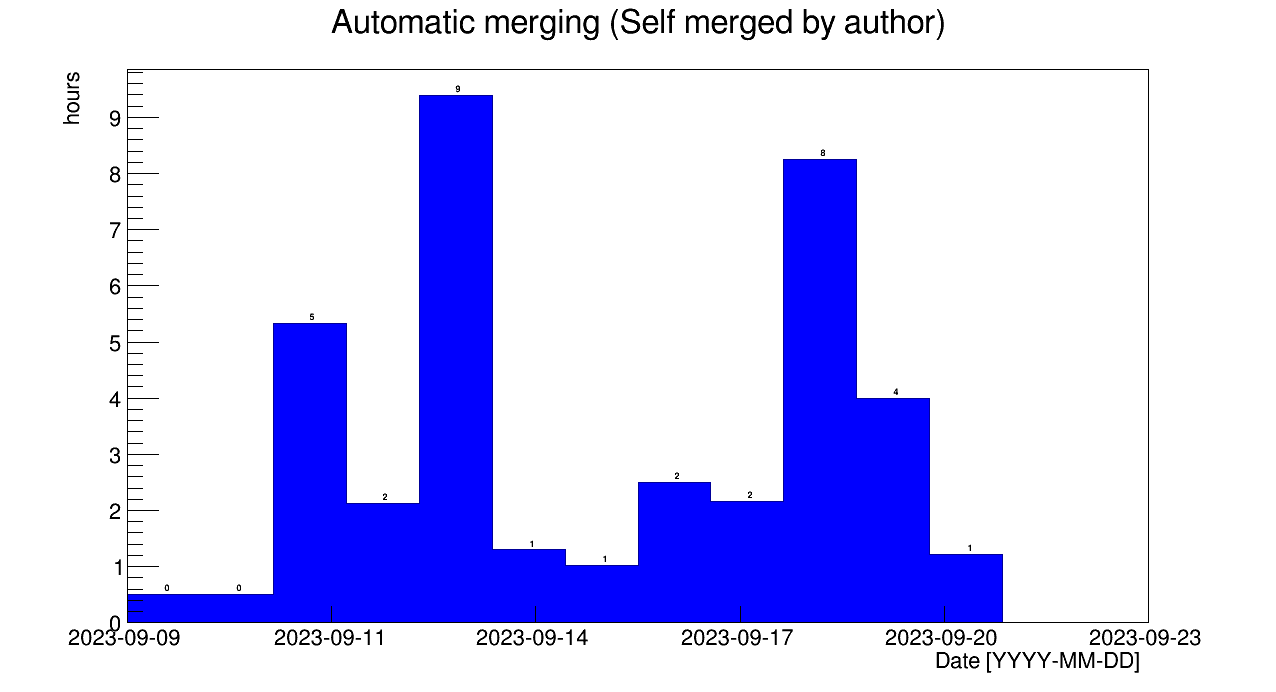 Automatic merging (Self merged by author)
hours
9
8
7
6
5
4
3
2
1
0
0 0 5 2 9 1 1 2 2 8 4 1
2023-09-09 2023-09-11 2023-09-14 2023-09-17 2023-09-20 2023-09-23
Date [YYYY-MM-DD]